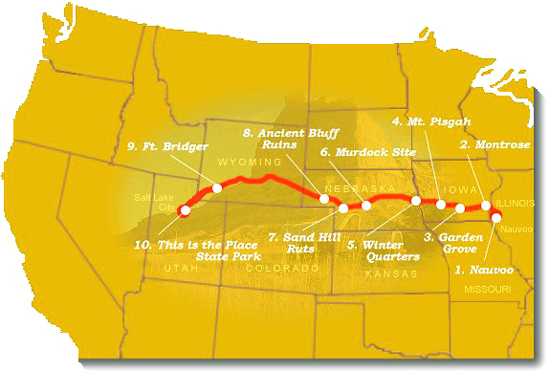 4. Mt. Pisgah
8. Ancient Bluff
Ruins
2. Montrose
9. Ft. Bridger
6. Murdock Site
WYOMING
NEBRASKA
IOWA
ILLINOIS
Salt Lake
City
Nauvoo
10. This is the Place
State Park
7. Sand Hill
Ruts
5. Winter
Quarters
3. Garden
Grove
1. Nauvoo
UTAH
COLORADO
KANSAS
MISSOURI